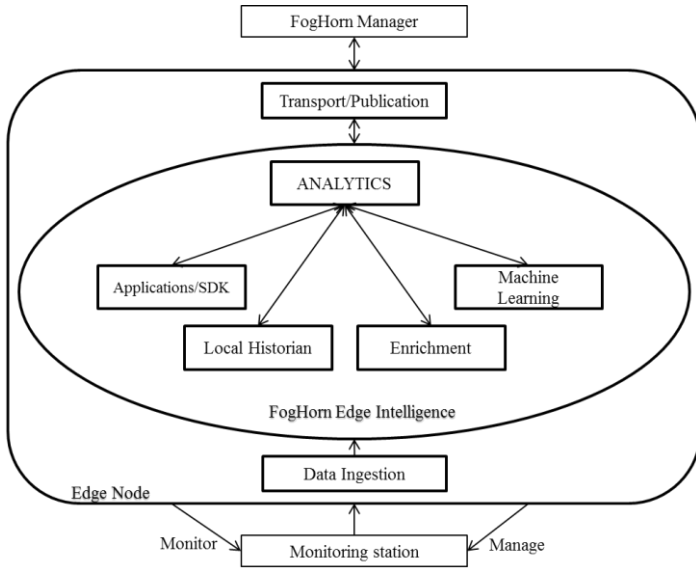 FogHorn Manager
Transport/Publication
ANALYTICS
Applications/SDK
Machine
Learning
Local Historian
Enrichment
FogHorn Edge Intelligence
Data Ingestion
Edge Node
Monitor
Monitoring station
Manage